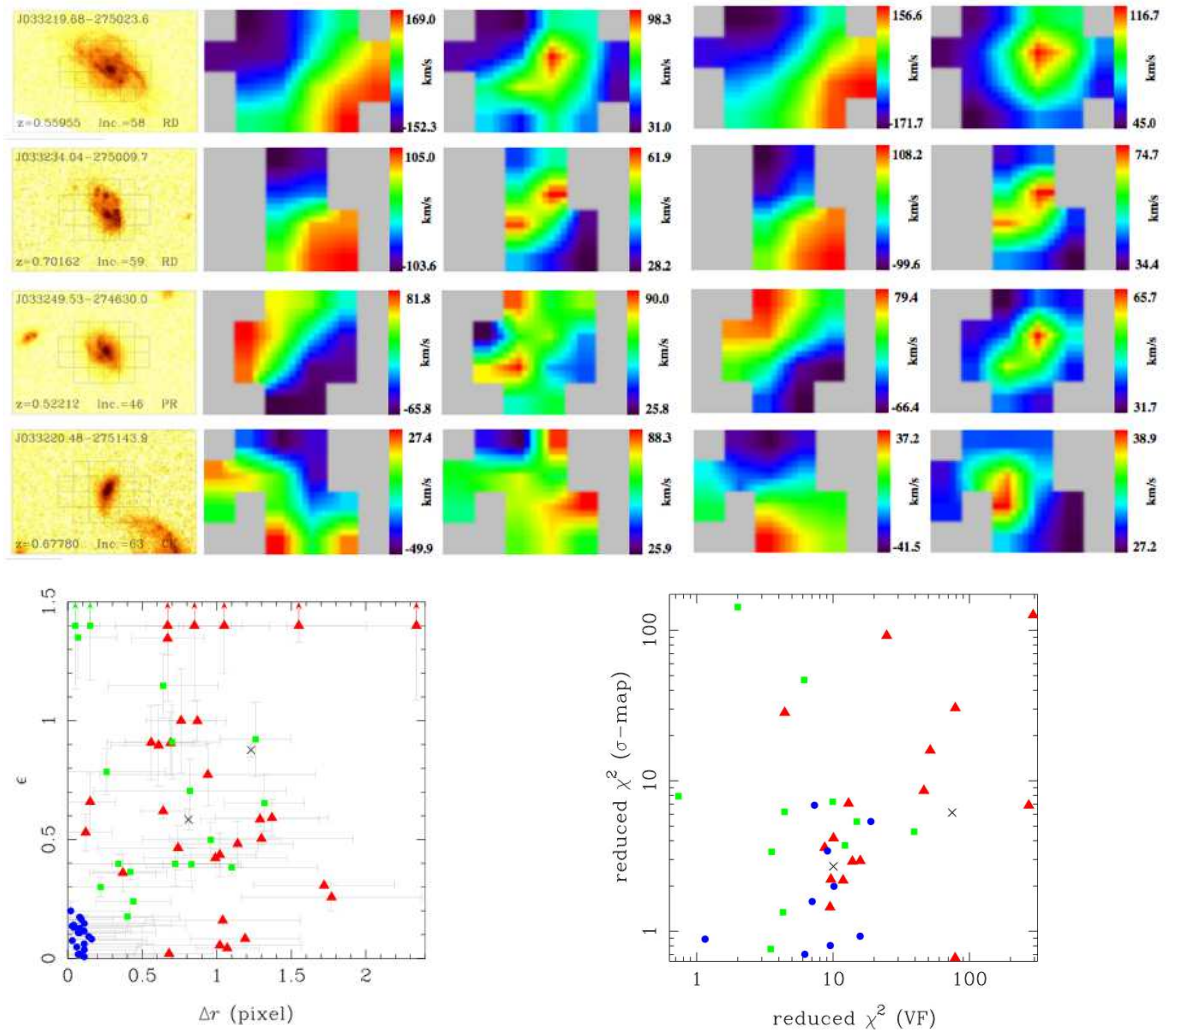 J033219.68-275023.6
z=0.55955 Inc.=58 RD
169.0
km/s
-152.3
98.3
km/s
31.0
156.6
km/s
-171.7
116.7
km/s
45.0
J033234.04-275009.7
z=0.70162 Inc.=59 RD
105.0
km/s
-103.6
61.9
km/s
28.2
108.2
km/s
-99.6
74.7
km/s
34.4
J033249.53-274630.0
z=0.52212 Inc.=46 PR
81.8
km/s
-65.8
90.0
km/s
25.8
79.4
km/s
-66.4
65.7
km/s
31.7
J033220.48-275143.9
z=0.67780 Inc.=63 CK
27.4
km/s
-49.9
88.3
km/s
25.9
37.2
km/s
-41.5
38.9
km/s
27.2
1.5
1
0.5
0
ϵ
0 0.5 1 1.5 2
Δr (pixel)
100
10
1
reduced χ² (σ-map)
1 10 100
reduced χ² (VF)